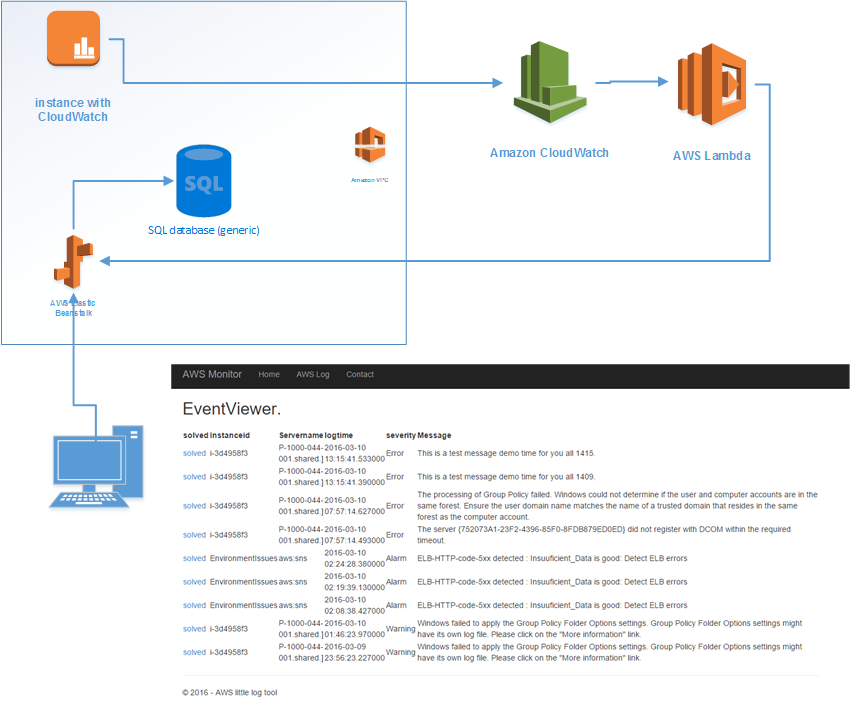 instance with
CloudWatch
Amazon CloudWatch
AWS Lambda
Amazon VPC
SQL
SQL database (generic)
AWS Elastic
Beanstalk
AWS Monitor Home AWS Log Contact
EventViewer.
solved Instanceid Servername logtime severity Message
solved i-3d4958f3 P-1000-044-001.shared.] 2016-03-10 13:15:41.533000 Error This is a test message demo time for you all 1415.
solved i-3d4958f3 P-1000-044-001.shared.] 2016-03-10 13:15:41.390000 Error This is a test message demo time for you all 1409.
solved i-3d4958f3 P-1000-044-001.shared.] 2016-03-10 07:57:14.627000 Error The processing of Group Policy failed. Windows could not determine if the user and computer accounts are in the
same forest. Ensure the user domain name matches the name of a trusted domain that resides in the same
forest as the computer account.
solved i-3d4958f3 P-1000-044-001.shared.] 2016-03-10 07:57:14.493000 Error The server {752073A1-23F2-4396-85F0-8FDB879ED0ED} did not register with DCOM within the required
timeout.
solved EnvironmentIssues aws:sns 2016-03-10 02:24:28.380000 Alarm ELB-HTTP-code-5xx detected : Insuuficient_Data is good: Detect ELB errors
solved EnvironmentIssues aws:sns 2016-03-10 02:19:39.130000 Alarm ELB-HTTP-code-5xx detected : Insuuficient_Data is good: Detect ELB errors
solved EnvironmentIssues aws:sns 2016-03-10 02:08:38.427000 Alarm ELB-HTTP-code-5xx detected : Insuuficient_Data is good: Detect ELB errors
solved i-3d4958f3 P-1000-044-001.shared.] 2016-03-10 01:46:23.970000 Warning Windows failed to apply the Group Policy Folder Options settings. Group Policy Folder Options settings might
have its own log file. Please click on the "More information" link.
solved i-3d4958f3 P-1000-044-001.shared.] 2016-03-09 23:56:23.227000 Warning Windows failed to apply the Group Policy Folder Options settings. Group Policy Folder Options settings might
have its own log file. Please click on the "More information" link.
© 2016 - AWS little log tool